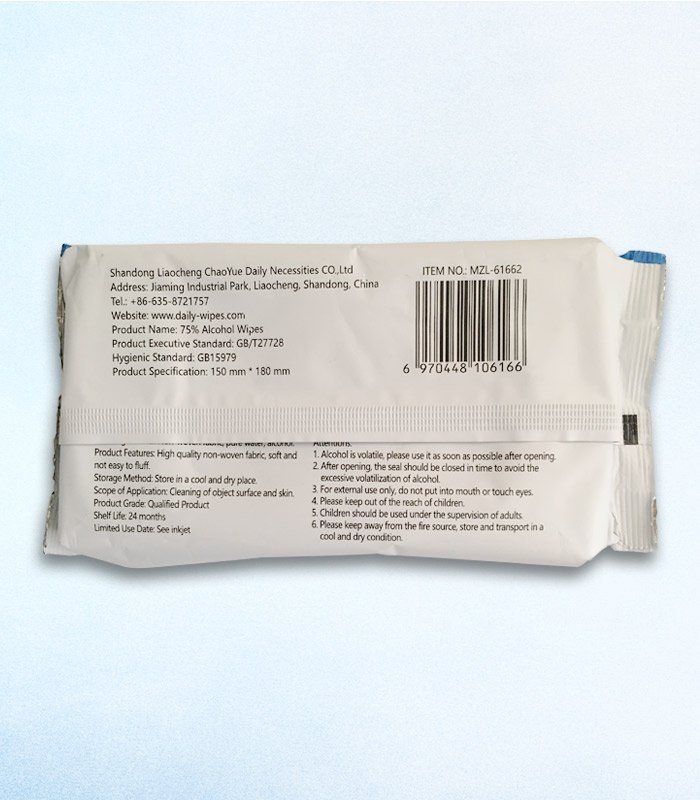 Shandong Liaocheng ChaoYue Daily Necessities CO,.Ltd
Address: Jiaming Industrial Park, Liaocheng, Shandong, China
Tel.: +86-635-8721757
Website: www.daily-wipes.com
Product Name: 75% Alcohol Wipes
Product Executive Standard: GB/T27728
Hygienic Standard: GB15979
Product Specification: 150 mm * 180 mm
ITEM NO.: MZL-61662
6 970448 106166
fabric, pure water, alcohol.
Product Features: High quality non-woven fabric, soft and
not easy to fluff.
Storage Method: Store in a cool and dry place.
Scope of Application: Cleaning of object surface and skin.
Product Grade: Qualified Product
Shelf Life: 24 months
Limited Use Date: See inkjet
Attentions:
1. Alcohol is volatile, please use it as soon as possible after opening.
2. After opening, the seal should be closed in time to avoid the
excessive volatilization of alcohol.
3. For external use only, do not put into mouth or touch eyes.
4. Please keep out of the reach of children.
5. Children should be used under the supervision of adults.
6. Please keep away from the fire source, store and transport in a
cool and dry condition.